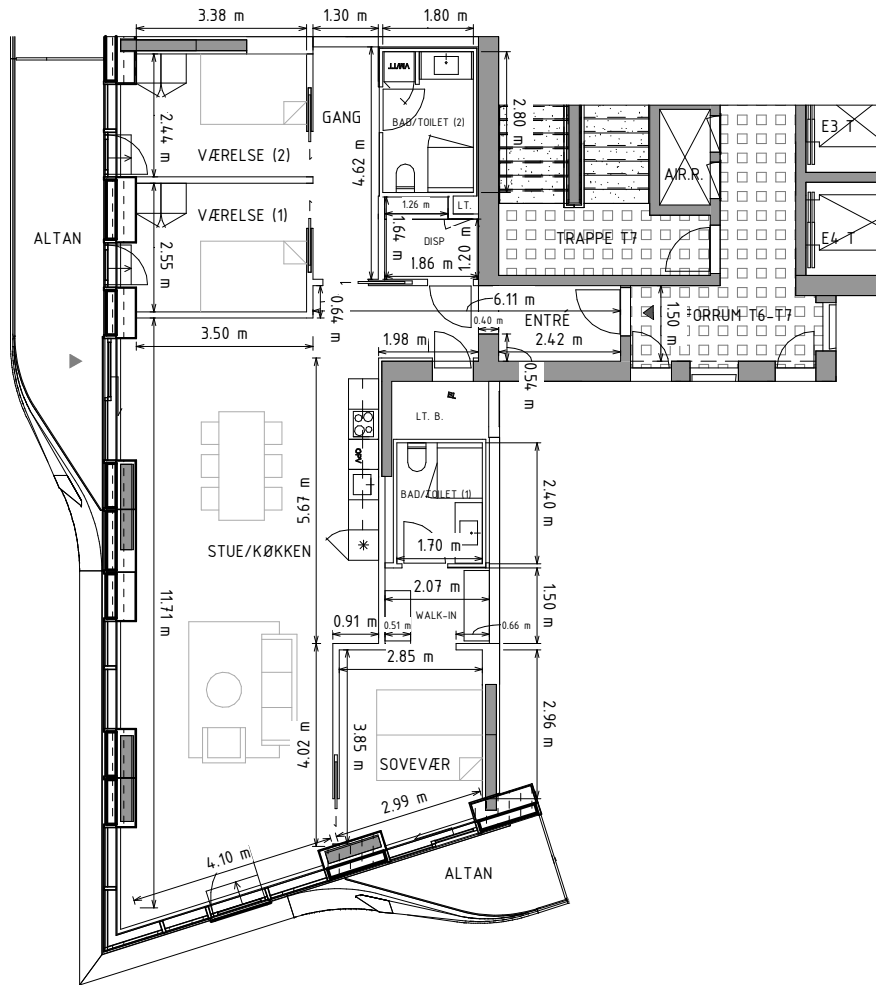 3.38 m
1.30 m
1.80 m
VM/TT
GANG
BAD/TOILET (2)
2.80 m
E3 T
2.44 m
VÆRELSE (2)
4.62 m
AIR.R.
VÆRELSE (1)
1.26 m
LT.
ALTAN
1.64 m
DISP
1.20 m
TRAPPE T7
E4 T
2.55 m
1.86 m
6.11 m
0.64 m
0.40 m
ENTRÉ
1.50 m
FORRUM T6-T7
3.50 m
1.98 m
2.42 m
0.54 m
LT. B.
OPV
5.67 m
BAD/TOILET (1)
2.40 m
STUE/KØKKEN
1.70 m
11.71 m
2.07 m
1.50 m
0.91 m
0.51 m
WALK-IN
0.66 m
2.85 m
4.02 m
3.85 m
2.96 m
SOVEVÆR
2.99 m
4.10 m
ALTAN